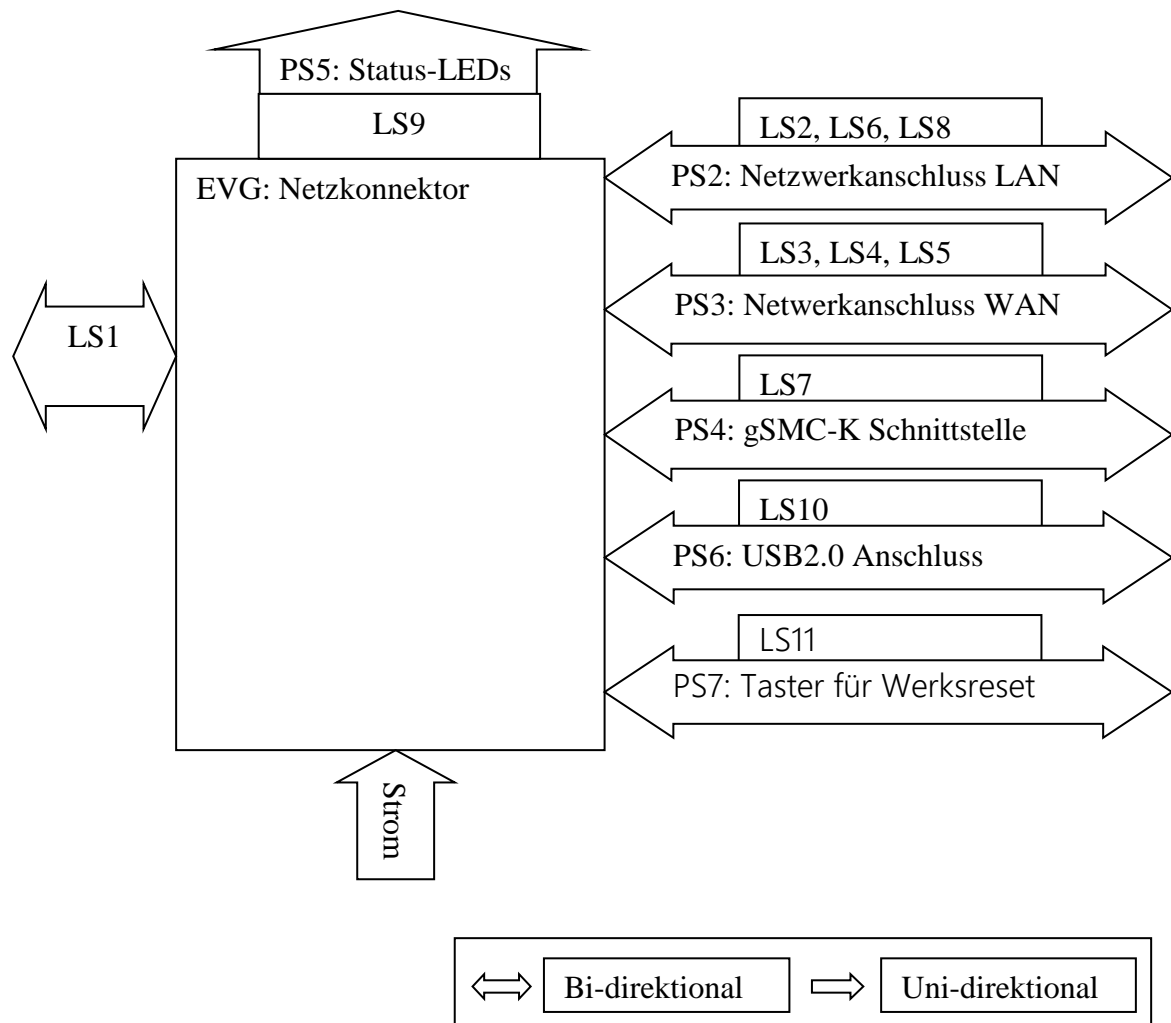 PS5: Status-LEDs
LS9
EVG: Netzkonnektor
LS1
LS2, LS6, LS8
PS2: Netzwerkanschluss LAN
LS3, LS4, LS5
PS3: Netwerkanschluss WAN
LS7
PS4: gSMC-K Schnittstelle
LS10
PS6: USB2.0 Anschluss
LS11
PS7: Taster für Werksreset
Strom
Bi-direktional
Uni-direktional